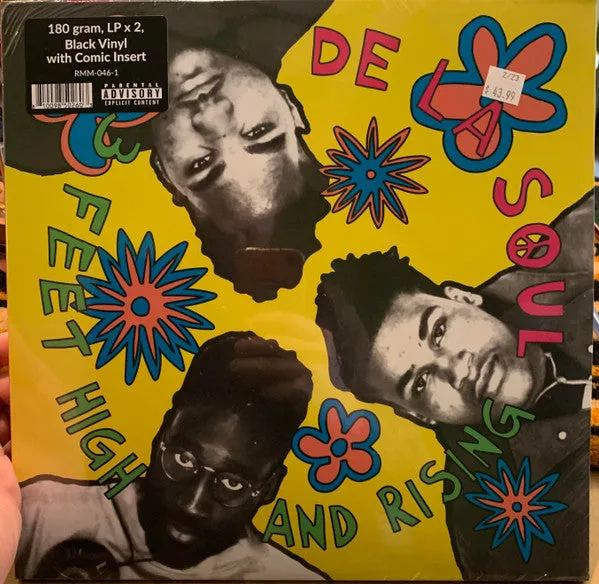 180 gram, LP x 2,
Black Vinyl
with Comic Insert
RMM-046-1
PARENTAL
ADVISORY
EXPLICIT CONTENT
2/23
$43.99
DE LA SOUL
3 FEET HIGH
AND RISING